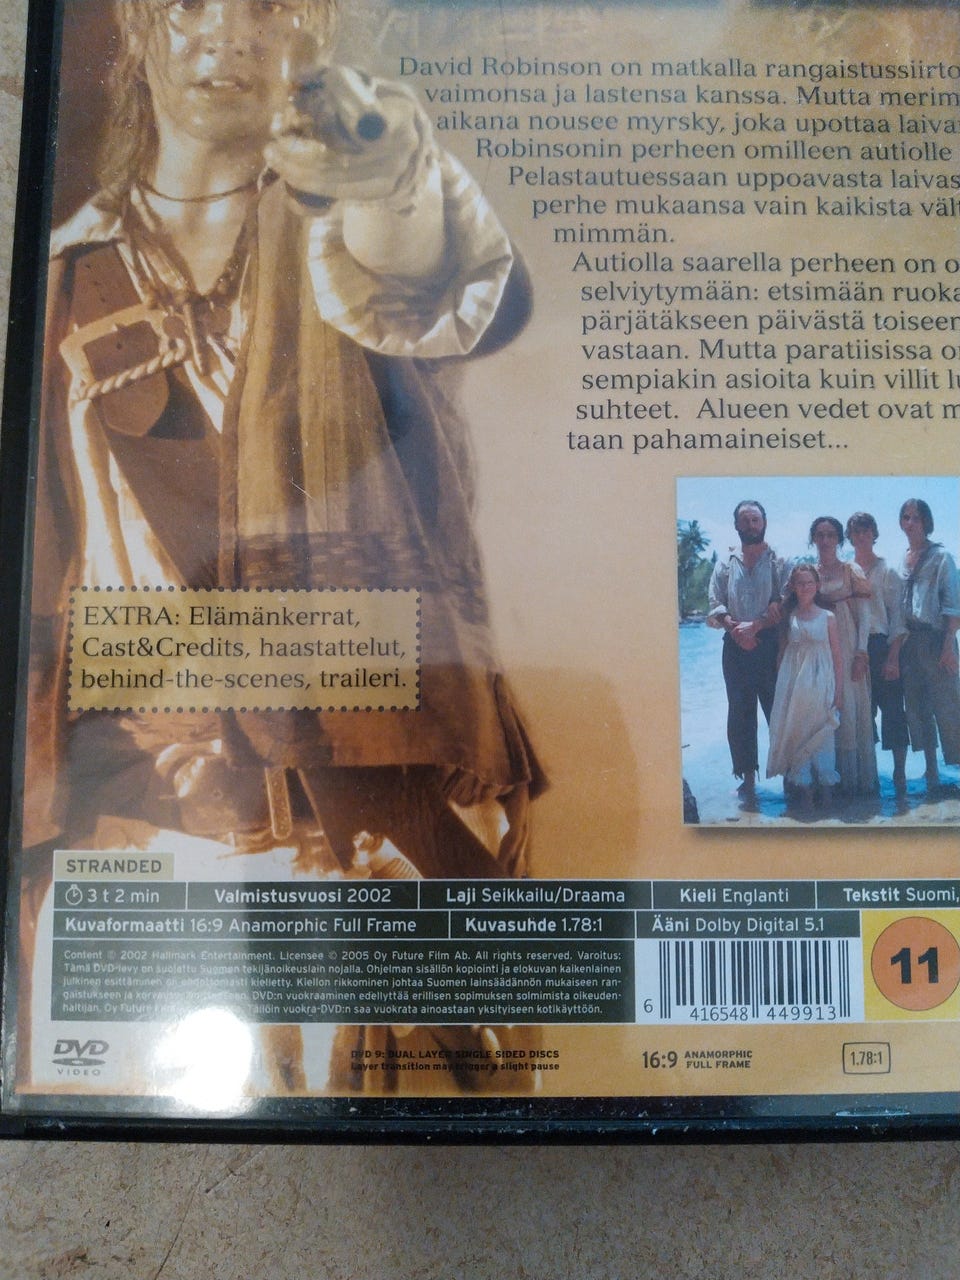 David Robinson on matkalla rangaistussiirto
vaimonsa ja lastensa kanssa. Mutta merim
aikana nousee myrsky, joka upottaa laiva
Robinsonin perheen omilleen autiolle
Pelastautuessaan uppoavasta laivas
perhe mukaansa vain kaikista vält
mimmän.
Autiolla saarella perheen on o
selviytymään: etsimään ruoka
pärjätäkseen päivästä toiseen
vastaan. Mutta paratiisissa o
sempiakin asioita kuin villit lu
suhteet. Alueen vedet ovat m
taan pahamaineiset...
EXTRA: Elämänkerrat,
Cast&Credits, haastattelut,
behind-the-scenes, traileri.
STRANDED
3 t 2 min Valmistusvuosi 2002 Laji Seikkailu/Draama Kieli Englanti Tekstit Suomi,
Kuvaformaatti 16:9 Anamorphic Full Frame Kuvasuhde 1.78:1 Ääni Dolby Digital 5.1
Content © 2002 Hallmark Entertainment. Licensee © 2005 Oy Future Film Ab. All rights reserved. Varoitus:
Tämä DVD-levy on suojattu Suomen tekijänoikeuslain nojalla. Ohjelman sisällön kopiointi ja elokuvan kaikenlainen
julkinen esittäminen on ehdottomasti kielletty. Kiellon rikkominen johtaa Suomen lainsäädännön mukaiseen ran-
gaistukseen ja DVD:n vuokraaminen edellyttää erillisen sopimuksen solmimista oikeuden-
haltijan, Oy Future Tällöin vuokra-DVD:n saa vuokrata ainoastaan yksityiseen kotikäyttöön.
6 416548 449913
11
DVD VIDEO
DVD 9: DUAL LAYER SINGLE SIDED DISCS
Layer transition may trigger a slight pause
16:9 ANAMORPHIC
FULL FRAME
1.78:1